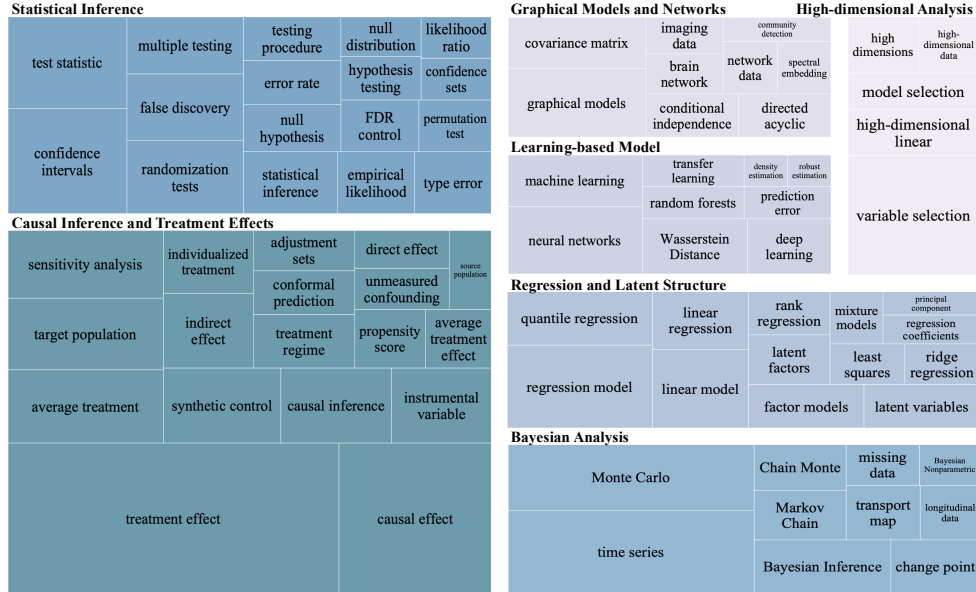 Statistical Inference
test statistic
confidence
intervals
multiple testing
false discovery
randomization
tests
testing
procedure
error rate
null
hypothesis
statistical
inference
null
distribution
hypothesis
testing
FDR
control
empirical
likelihood
likelihood
ratio
confidence
sets
permutation
test
type error
Causal Inference and Treatment Effects
sensitivity analysis
target population
average treatment
individualized
treatment
indirect
effect
adjustment
sets
conformal
prediction
treatment
regime
direct effect
unmeasured
confounding
source
population
propensity
score
average
treatment
effect
synthetic control
causal inference
instrumental
variable
treatment effect
causal effect
Graphical Models and Networks
covariance matrix
graphical models
imaging
data
brain
network
conditional
independence
community
detection
network
data
spectral
embedding
directed
acyclic
High-dimensional Analysis
high
dimensions
high-
dimensional
data
model selection
high-dimensional
linear
variable selection
Learning-based Model
machine learning
neural networks
transfer
learning
random forests
Wasserstein
Distance
density
estimation
robust
estimation
prediction
error
deep
learning
Regression and Latent Structure
quantile regression
regression model
linear
regression
linear model
rank
regression
latent
factors
mixture
models
principal
component
regression
coefficients
least
squares
ridge
regression
factor models
latent variables
Bayesian Analysis
Monte Carlo
time series
Chain Monte
Markov
Chain
missing
data
transport
map
Bayesian
Nonparametric
longitudinal
data
Bayesian Inference
change point